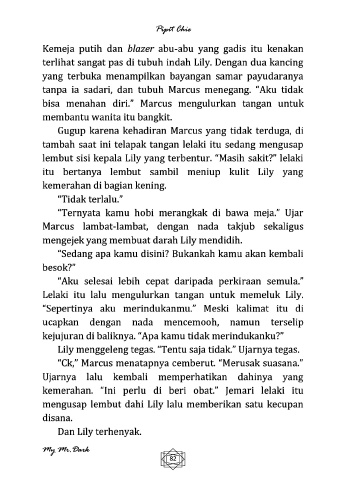 Pipit Chie
Kemeja putih dan blazer abu-abu yang gadis itu kenakan
terlihat sangat pas di tubuh indah Lily. Dengan dua kancing
yang terbuka menampilkan bayangan samar payudaranya
tanpa ia sadari, dan tubuh Marcus menegang. “Aku tidak
bisa menahan diri.” Marcus mengulurkan tangan untuk
membantu wanita itu bangkit.
Gugup karena kehadiran Marcus yang tidak terduga, di
tambah saat ini telapak tangan lelaki itu sedang mengusap
lembut sisi kepala Lily yang terbentur. “Masih sakit?” lelaki
itu bertanya lembut sambil meniup kulit Lily yang
kemerahan di bagian kening.
“Tidak terlalu.”
“Ternyata kamu hobi merangkak di bawa meja.” Ujar
Marcus lambat-lambat, dengan nada takjub sekaligus
mengejek yang membuat darah Lily mendidih.
“Sedang apa kamu disini? Bukankah kamu akan kembali
besok?”
“Aku selesai lebih cepat daripada perkiraan semula.”
Lelaki itu lalu mengulurkan tangan untuk memeluk Lily.
“Sepertinya aku merindukanmu.” Meski kalimat itu di
ucapkan dengan nada mencemooh, namun terselip
kejujuran di baliknya. “Apa kamu tidak merindukanku?”
Lily menggeleng tegas. “Tentu saja tidak.” Ujarnya tegas.
“Ck,” Marcus menatapnya cemberut. “Merusak suasana.”
Ujarnya lalu kembali memperhatikan dahinya yang
kemerahan. “Ini perlu di beri obat.” Jemari lelaki itu
mengusap lembut dahi Lily lalu memberikan satu kecupan
disana.
Dan Lily terhenyak.
My Mr. Dark
82